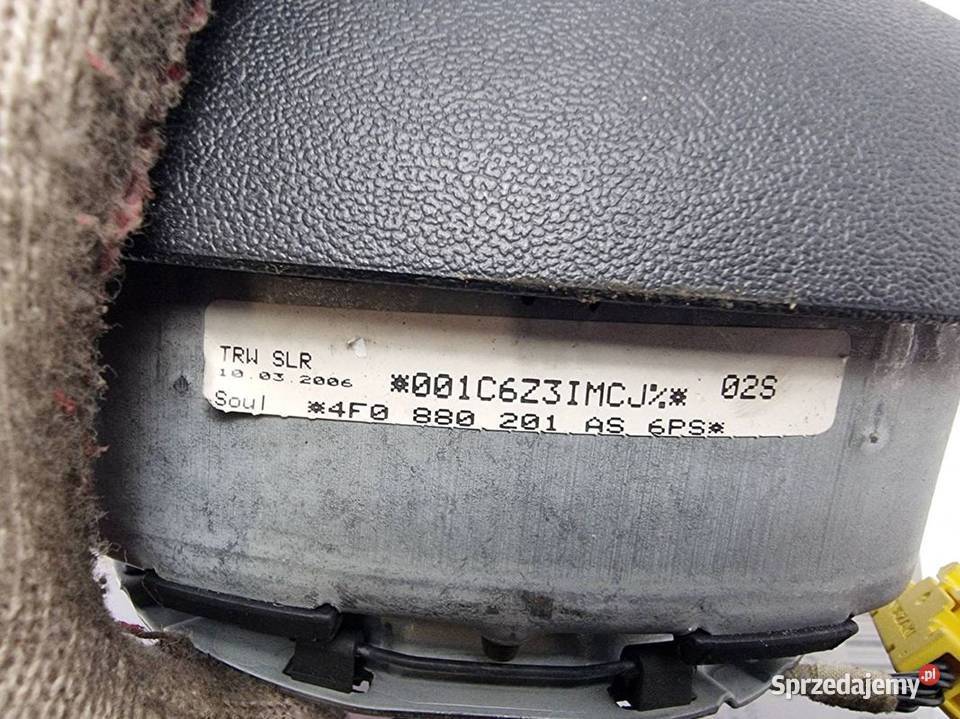 TRW SLR
10.03.2006 *001C6Z3IMCJ%* 02S
Soul *4F0 880 201 AS 6PS*
Sprzedajemy.pl